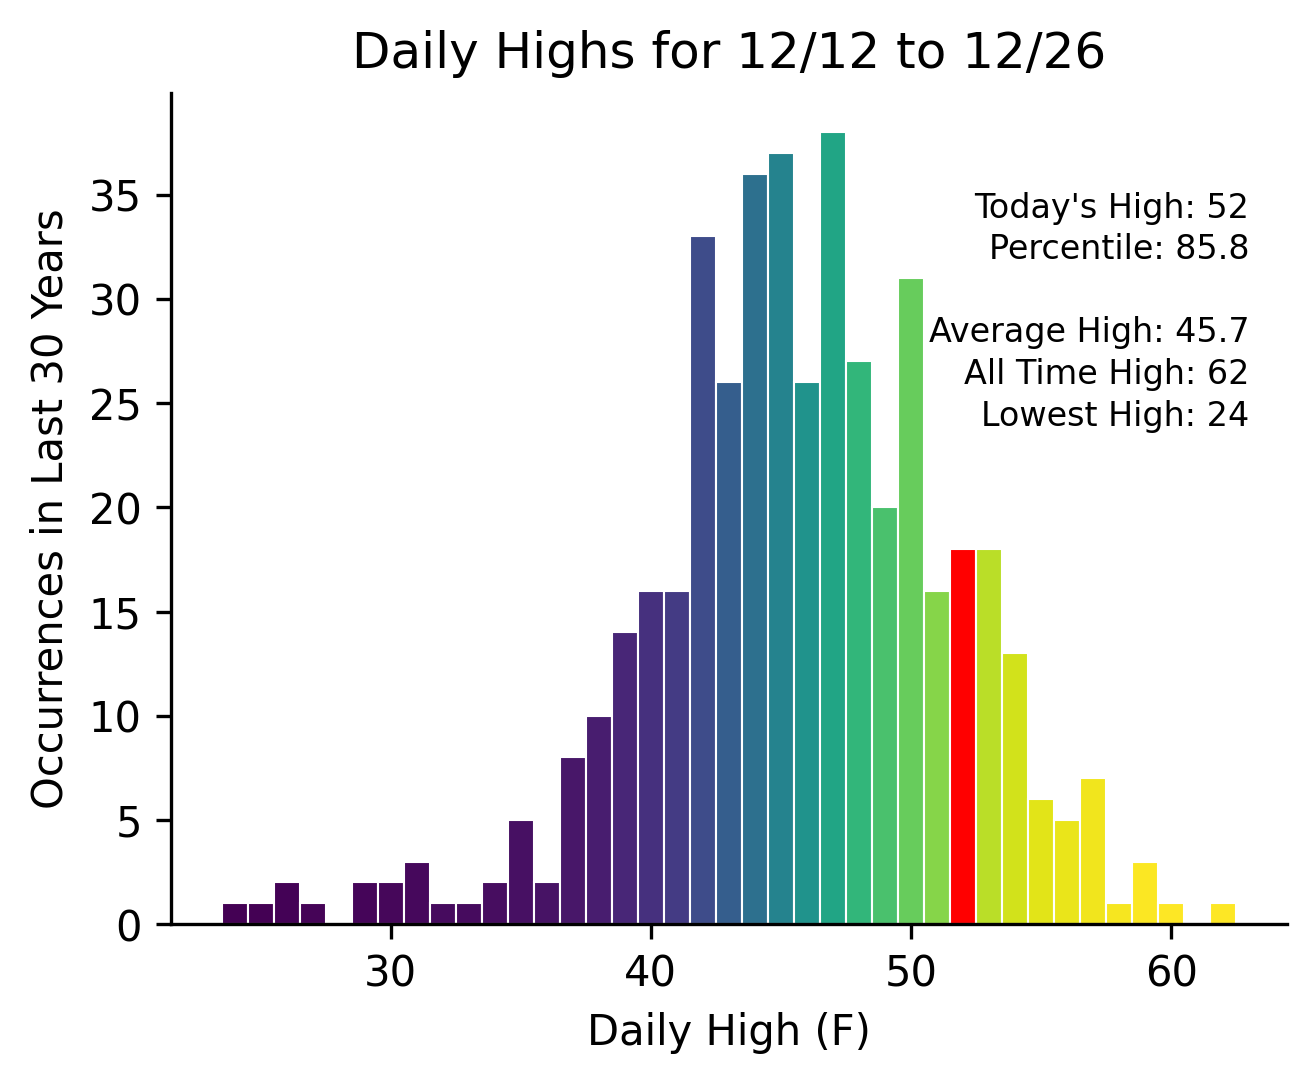 Daily Highs for 12/12 to 12/26
Occurrences in Last 30 Years
35
30
25
20
15
10
5
0
Today's High: 52
Percentile: 85.8
Average High: 45.7
All Time High: 62
Lowest High: 24
30 40 50 60
Daily High (F)